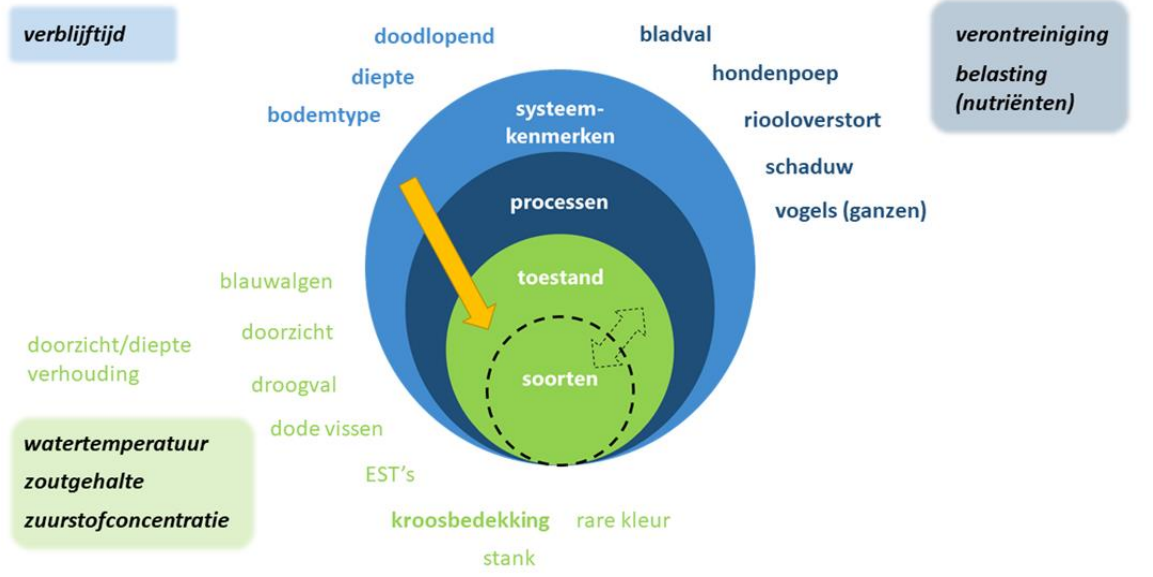 verblijftijd
doodlopend
diepte
bodemtype
bladval
hondenpoep
riooloverstort
schaduw
vogels (ganzen)
verontreiniging
belasting
(nutriënten)
systeem-
kenmerken
processen
toestand
soorten
blauwalgen
doorzicht
doorzicht/diepte
verhouding
droogval
dode vissen
EST's
kroosbedekking
rare kleur
stank
watertemperatuur
zoutgehalte
zuurstofconcentratie